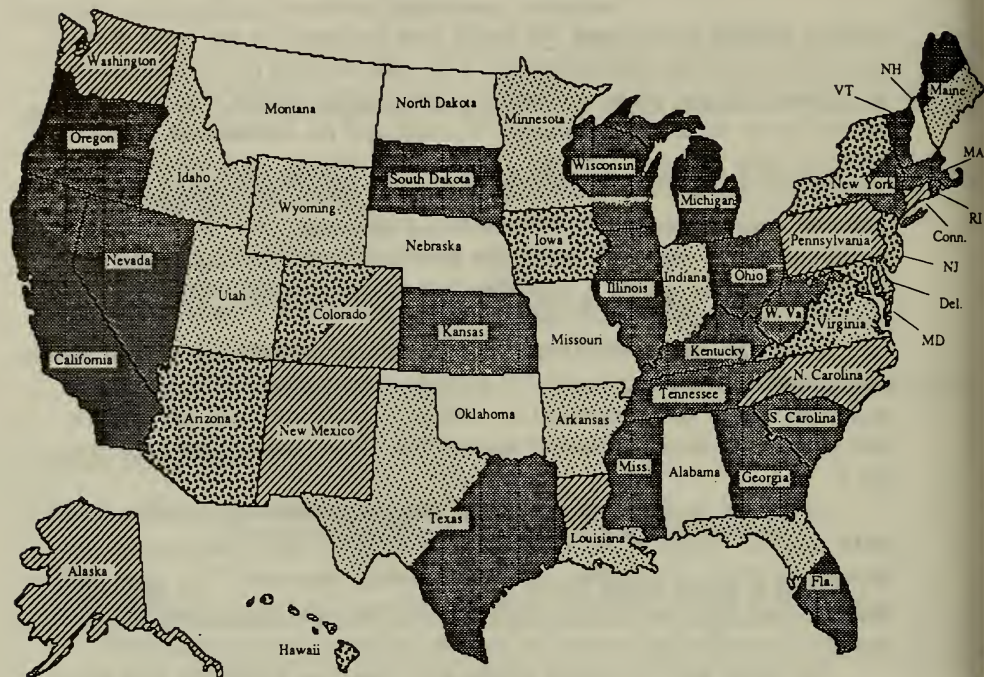 Washington
Montana
North Dakota
Minnesota
NH
VT
Maine
Oregon
Idaho
Wisconsin
MA
South Dakota
Wyoming
Michigan
New York
RI
Conn.
Nebraska
Iowa
Pennsylvania
Nevada
Utah
Colorado
Illinois
Indiana
Ohio
NJ
W. Va
Del.
Virginia
MD
Kansas
Missouri
Kentucky
California
N. Carolina
Tennessee
Arizona
New Mexico
Oklahoma
Arkansas
S. Carolina
Miss.
Alabama
Georgia
Texas
Louisiana
Alaska
Fla.
Hawaii